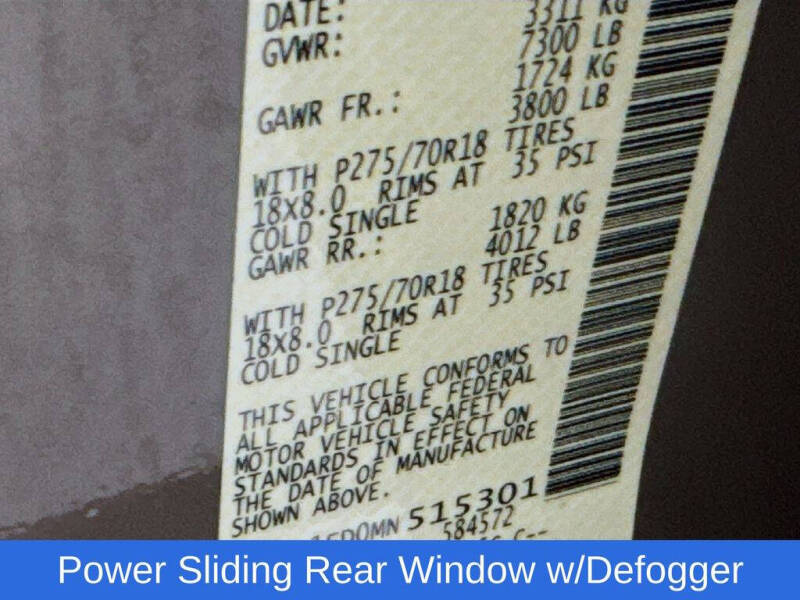 DATE:
3311 KG
GVWR:
7300 LB
1724 KG
GAWR FR.:
3800 LB
WITH P275/70R18 TIRES
18X8.0 RIMS AT 35 PSI
COLD SINGLE
1820 KG
GAWR RR.:
4012 LB
WITH P275/70R18 TIRES
18X8.0 RIMS AT 35 PSI
COLD SINGLE
THIS VEHICLE CONFORMS TO
ALL APPLICABLE FEDERAL
MOTOR VEHICLE SAFETY
STANDARDS IN EFFECT ON
THE DATE OF MANUFACTURE
SHOWN ABOVE.
515301
584572
Power Sliding Rear Window w/Defogger